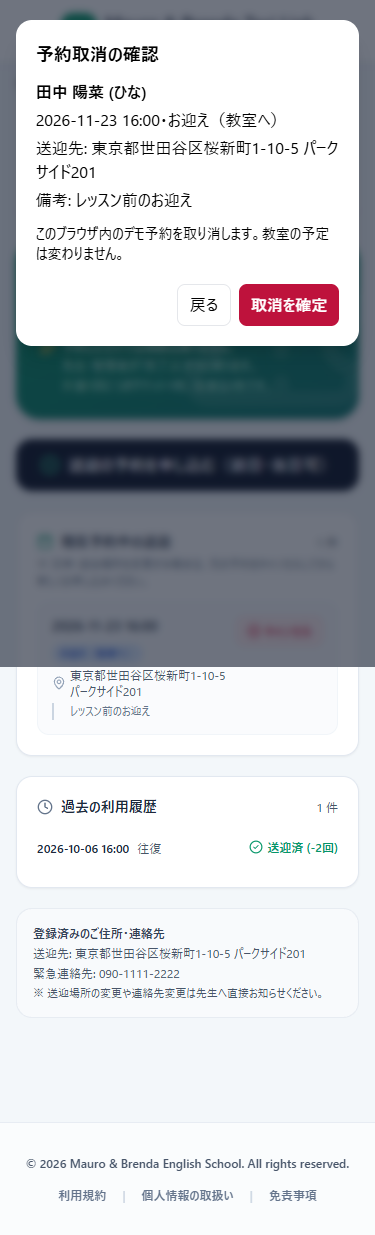 予約取消の確認
田中 陽菜 (ひな)
2026-11-23 16:00・お迎え（教室へ）
送迎先: 東京都世田谷区桜新町1-10-5 パーク
サイド201
備考: レッスン前のお迎え
このブラウザ内のデモ予約を取り消します。教室の予定
は変わりません。
戻る 取消を確定
東京都世田谷区桜新町1-10-5
パークサイド201
レッスン前のお迎え
過去の利用履歴 1 件
2026-10-06 16:00 往復 送迎済 (-2回)
登録済みのご住所・連絡先
送迎先: 東京都世田谷区桜新町1-10-5 パークサイド201
緊急連絡先: 090-1111-2222
※ 送迎場所の変更や連絡先変更は先生へ直接お知らせください。
© 2026 Mauro & Brenda English School. All rights reserved.
利用規約 | 個人情報の取扱い | 免責事項